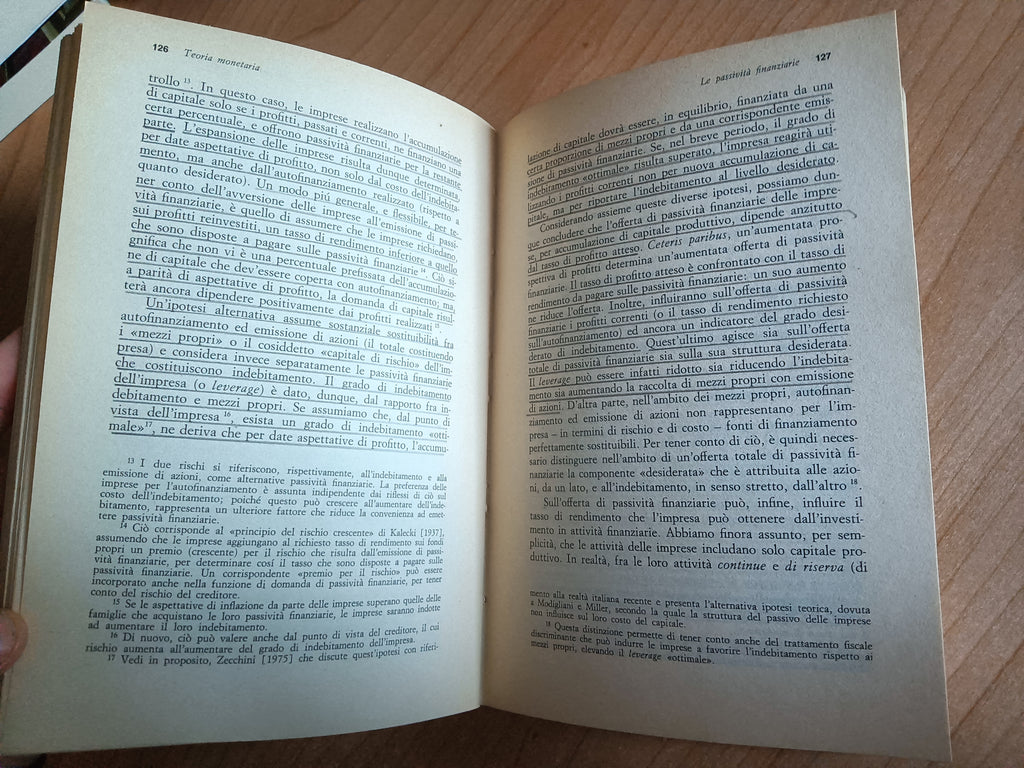 126 Teoria monetaria
trollo 13. In questo caso, le imprese realizzano l'accumulazione
di capitale solo se i profitti, passati e correnti, ne finanziano una
certa percentuale, e offrono passività finanziarie per la restante
parte. L'espansione delle imprese risulta dunque determinata,
per date aspettative di profitto, non solo dal costo dell'indebita-
mento, ma anche dall'autofinanziamento realizzato (rispetto a
quanto desiderato). Un modo piú generale, e flessibile, per te-
ner conto dell'avversione delle imprese all'emissione di passi-
vità finanziarie, è quello di assumere che le imprese richiedano,
sui profitti reinvestiti, un tasso di rendimento inferiore a quello
che sono disposte a pagare sulle passività finanziarie 14. Ciò si-
gnifica che non vi è una percentuale prefissata dell'accumulazio-
ne di capitale che dev'essere coperta con autofinanziamento; ma,
a parità di aspettative di profitto, la domanda di capitale risul-
terà ancora dipendere positivamente dai profitti realizzati 15.
Un'ipotesi alternativa assume sostanziale sostituibilità fra
autofinanziamento ed emissione di azioni (il totale costituendo
i «mezzi propri» o il cosiddetto «capitale di rischio» dell'im-
presa) e considera invece separatamente le passività finanziarie
che costituiscono indebitamento. Il grado di indebitamento
dell'impresa (o leverage) è dato, dunque, dal rapporto fra in-
debitamento e mezzi propri. Se assumiamo che, dal punto di
vista dell'impresa 16, esista un grado di indebitamento «otti-
male» 17, ne deriva che per date aspettative di profitto, l'accumu-
13 I due rischi si riferiscono, rispettivamente, all'indebitamento e alla
emissione di azioni, come alternative passività finanziarie. La preferenza delle
imprese per l'autofinanziamento è assunta indipendente dai riflessi di ciò sul
costo dell'indebitamento; poiché questo può crescere all'aumentare dell'inde-
bitamento, rappresenta un ulteriore fattore che riduce la convenienza ad emet-
tere passività finanziarie.
14 Ciò corrisponde al «principio del rischio crescente» di Kalecki [1937],
assumendo che le imprese aggiungano al richiesto tasso di rendimento sui fondi
propri un premio (crescente) per il rischio che risulta dall'emissione di passi-
vità finanziarie, per determinare cosí il tasso che sono disposte a pagare sulle
passività finanziarie. Un corrispondente «premio per il rischio» può essere
incorporato anche nella funzione di domanda di passività finanziarie, per tener
conto del rischio del creditore.
15 Se le aspettative di inflazione da parte delle imprese superano quelle delle
famiglie che acquistano le loro passività finanziarie, le imprese saranno indotte
ad aumentare il loro indebitamento.
16 Di nuovo, ciò può valere anche dal punto di vista del creditore, il cui
rischio aumenta all'aumentare del grado di indebitamento dell'impresa.
17 Vedi in proposito, Zecchini [1975] che discute quest'ipotesi con riferi-
Le passività finanziarie 127
lazione di capitale dovrà essere, in equilibrio, finanziata da una
certa proporzione di mezzi propri e da una corrispondente emis-
sione di passività finanziarie. Se, nel breve periodo, il grado di
indebitamento «ottimale» risulta superato, l'impresa reagirà uti-
lizzando i profitti correnti non per nuova accumulazione di ca-
pitale, ma per riportare l'indebitamento al livello desiderato.
Considerando assieme queste diverse ipotesi, possiamo dun-
que concludere che l'offerta di passività finanziarie delle impre-
se, per accumulazione di capitale produttivo, dipende anzitutto
dal tasso di profitto atteso. Ceteris paribus, un'aumentata pro-
spettiva di profitti determina un'aumentata offerta di passività
finanziarie. Il tasso di profitto atteso è confrontato con il tasso di
rendimento da pagare sulle passività finanziarie: un suo aumento
ne riduce l'offerta. Inoltre, influiranno sull'offerta di passività
finanziarie i profitti correnti (o il tasso di rendimento richiesto
sull'autofinanziamento) ed ancora un indicatore del grado desi-
derato di indebitamento. Quest'ultimo agisce sia sull'offerta
totale di passività finanziarie sia sulla sua struttura desiderata.
Il leverage può essere infatti ridotto sia riducendo l'indebita-
mento sia aumentando la raccolta di mezzi propri con emissione
di azioni. D'altra parte, nell'ambito dei mezzi propri, autofinan-
ziamento ed emissione di azioni non rappresentano per l'im-
presa – in termini di rischio e di costo – fonti di finanziamento
perfettamente sostituibili. Per tener conto di ciò, è quindi neces-
sario distinguere nell'ambito di un'offerta totale di passività fi-
nanziarie la componente «desiderata» che è attribuita alle azio-
ni, da un lato, e all'indebitamento, in senso stretto, dall'altro 18.
Sull'offerta di passività finanziarie può, infine, influire il
tasso di rendimento che l'impresa può ottenere dall'investi-
mento in attività finanziarie. Abbiamo finora assunto, per sem-
plicità, che le attività delle imprese includano solo capitale pro-
duttivo. In realtà, fra le loro attività continue e di riserva (di
mento alla realtà italiana recente e presenta l'alternativa ipotesi teorica, dovuta
a Modigliani e Miller, secondo la quale la struttura del passivo delle imprese
non influisce sul loro costo del capitale.
18 Questa distinzione permette di tener conto anche del trattamento fiscale
discriminante che può indurre le imprese a favorire l'indebitamento rispetto ai
mezzi propri, elevando il leverage «ottimale».